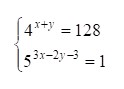 4^{x+y} = 128
5^{3x-2y-3} = 1